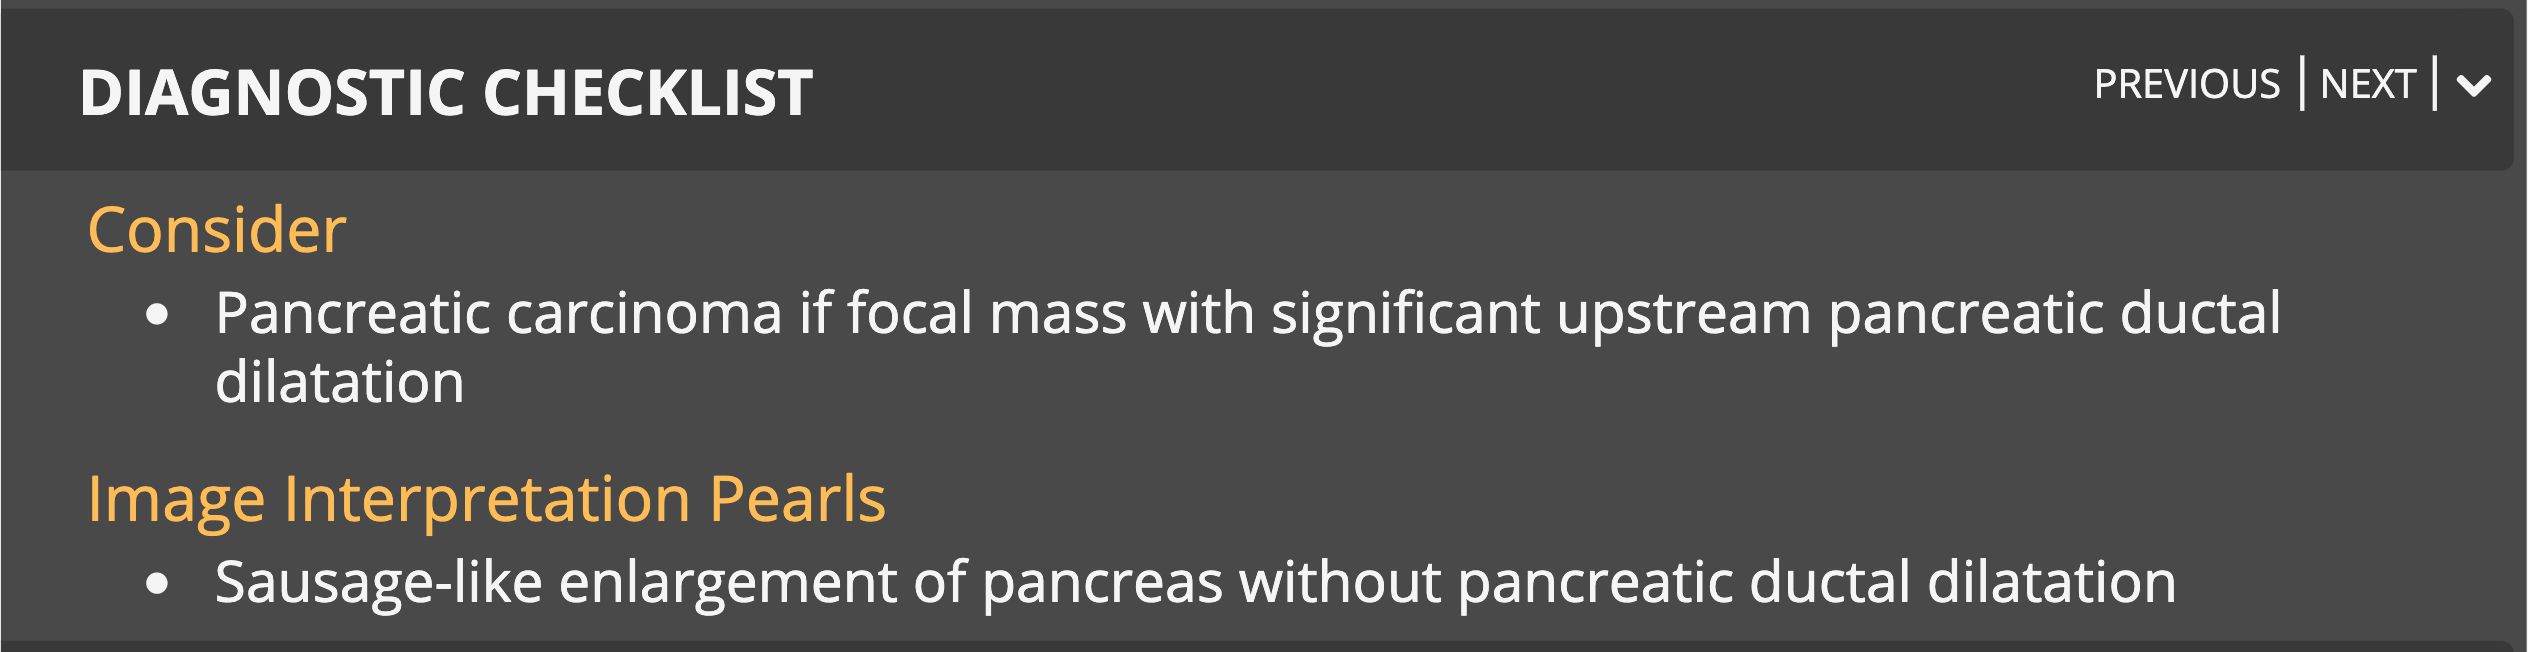 DIAGNOSTIC CHECKLIST
PREVIOUS | NEXT |
Consider
• Pancreatic carcinoma if focal mass with significant upstream pancreatic ductal
dilatation
Image Interpretation Pearls
• Sausage-like enlargement of pancreas without pancreatic ductal dilatation